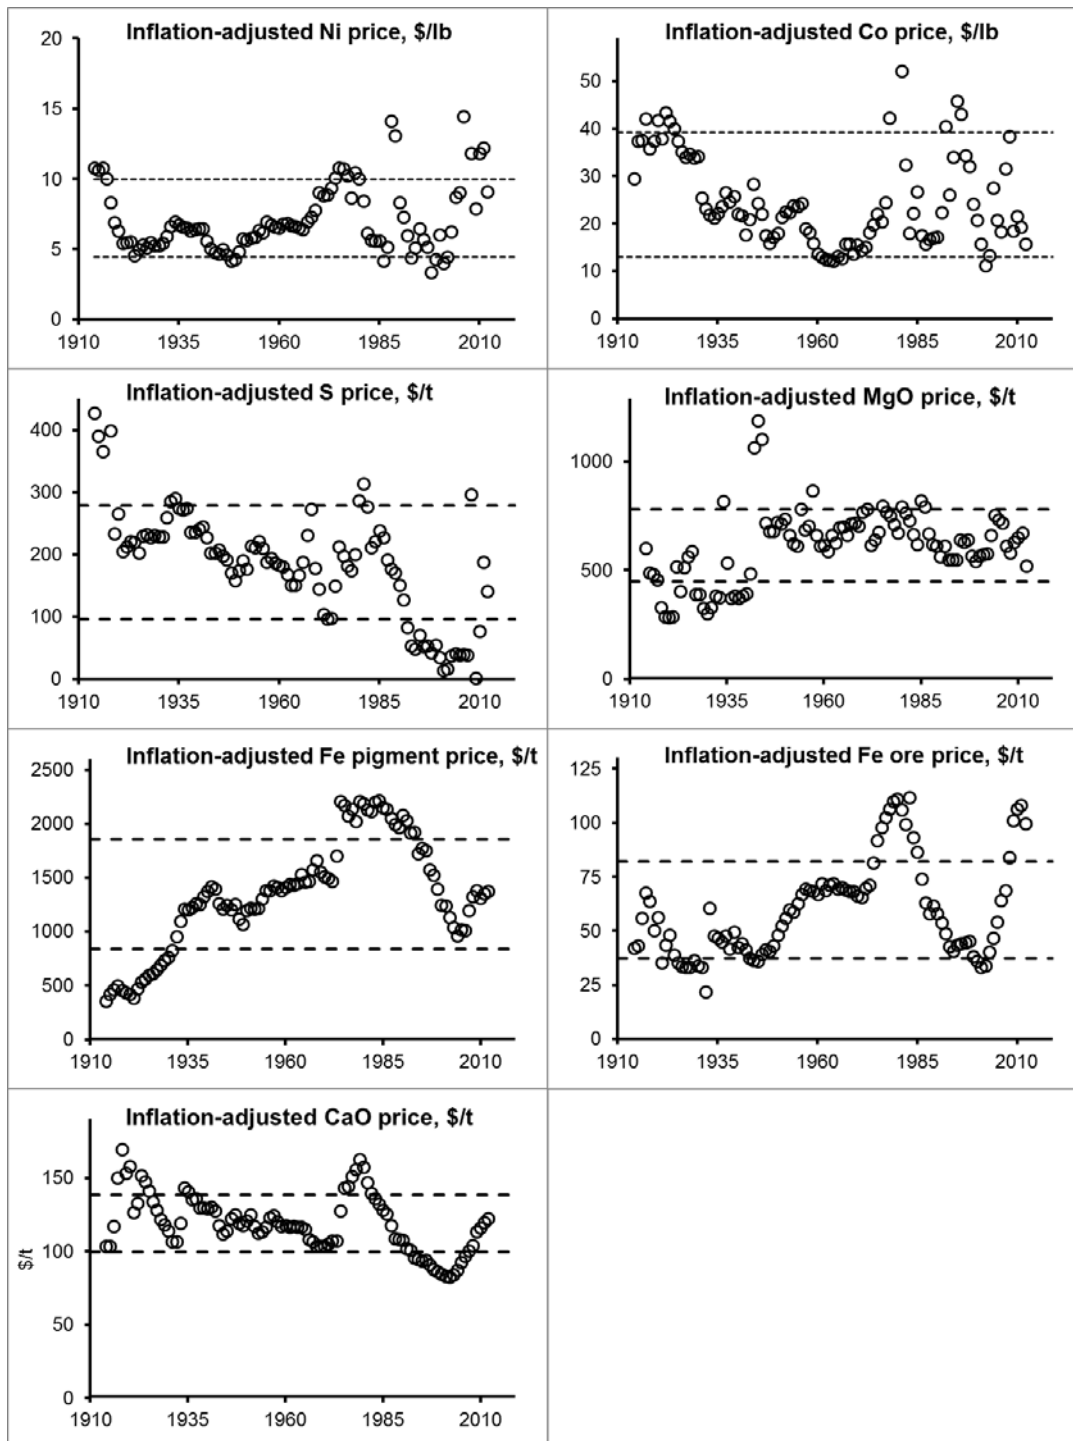 Inflation-adjusted Ni price, $/lb
20
15
10
5
0
1910 1935 1960 1985 2010
Inflation-adjusted Co price, $/lb
50
40
30
20
10
0
1910 1935 1960 1985 2010
Inflation-adjusted S price, $/t
400
300
200
100
0
1910 1935 1960 1985 2010
Inflation-adjusted MgO price, $/t
1000
500
0
1910 1935 1960 1985 2010
Inflation-adjusted Fe pigment price, $/t
2500
2000
1500
1000
500
0
1910 1935 1960 1985 2010
Inflation-adjusted Fe ore price, $/t
125
100
75
50
25
0
1910 1935 1960 1985 2010
Inflation-adjusted CaO price, $/t
150
100
50
0
$/t
1910 1935 1960 1985 2010